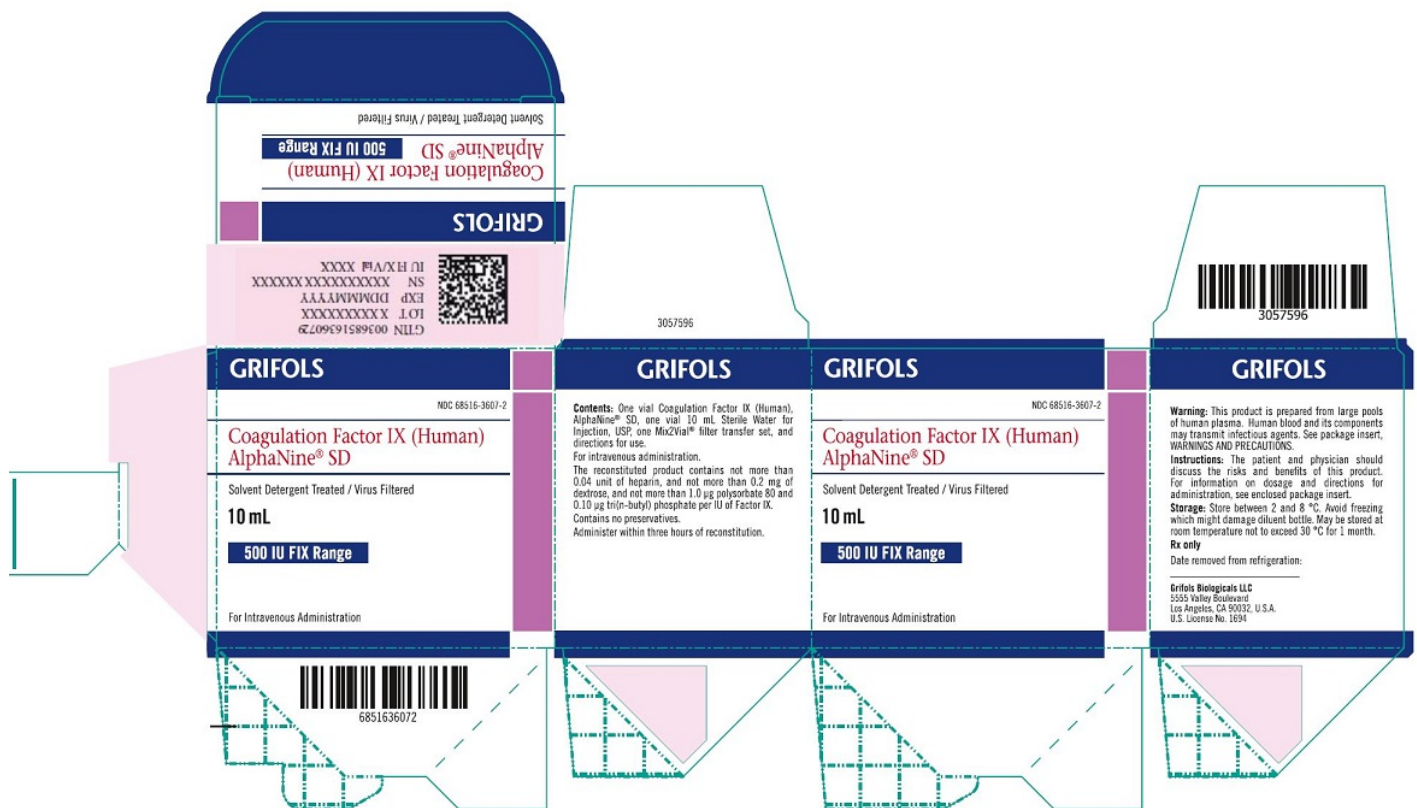 Solvent Detergent Treated / Virus Filtered
AlphaNine® SD 500 IU FIX Range
Coagulation Factor IX (Human)
GRIFOLS
GTIN 00368516360729
LOT XXXXXXXXXX
EXP DDMMMYYYY
SN XXXXXXXXXXXXXXXX
IU FIX/Vial XXXX
3057596
3057596
GRIFOLS
NDC 68516-3607-2
Coagulation Factor IX (Human)
AlphaNine® SD
Solvent Detergent Treated / Virus Filtered
10 mL
500 IU FIX Range
For Intravenous Administration
6851636072
GRIFOLS
Contents: One vial Coagulation Factor IX (Human),
AlphaNine® SD, one vial 10 mL Sterile Water for
Injection, USP, one Mix2Vial® filter transfer set, and
directions for use.
For intravenous administration.
The reconstituted product contains not more than
0.04 unit of heparin, and not more than 0.2 mg of
dextrose, and not more than 1.0 µg polysorbate 80 and
0.10 µg tri(n-butyl) phosphate per IU of Factor IX.
Contains no preservatives.
Administer within three hours of reconstitution.
GRIFOLS
NDC 68516-3607-2
Coagulation Factor IX (Human)
AlphaNine® SD
Solvent Detergent Treated / Virus Filtered
10 mL
500 IU FIX Range
For Intravenous Administration
GRIFOLS
Warning: This product is prepared from large pools
of human plasma. Human blood and its components
may transmit infectious agents. See package insert,
WARNINGS AND PRECAUTIONS.
Instructions: The patient and physician should
discuss the risks and benefits of this product.
For information on dosage and directions for
administration, see enclosed package insert.
Storage: Store between 2 and 8 °C. Avoid freezing
which might damage diluent bottle. May be stored at
room temperature not to exceed 30 °C for 1 month.
Rx only
Date removed from refrigeration:
Grifols Biologicals LLC
5555 Valley Boulevard
Los Angeles, CA 90032, U.S.A.
U.S. License No. 1694